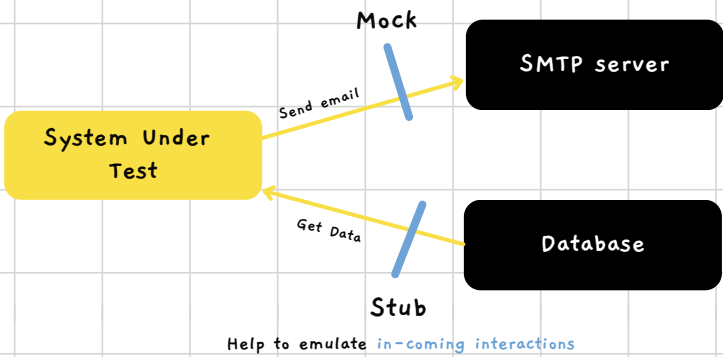 Mock
SMTP server
Send email
System Under
Test
Get Data
Database
Stub
Help to emulate in-coming interactions